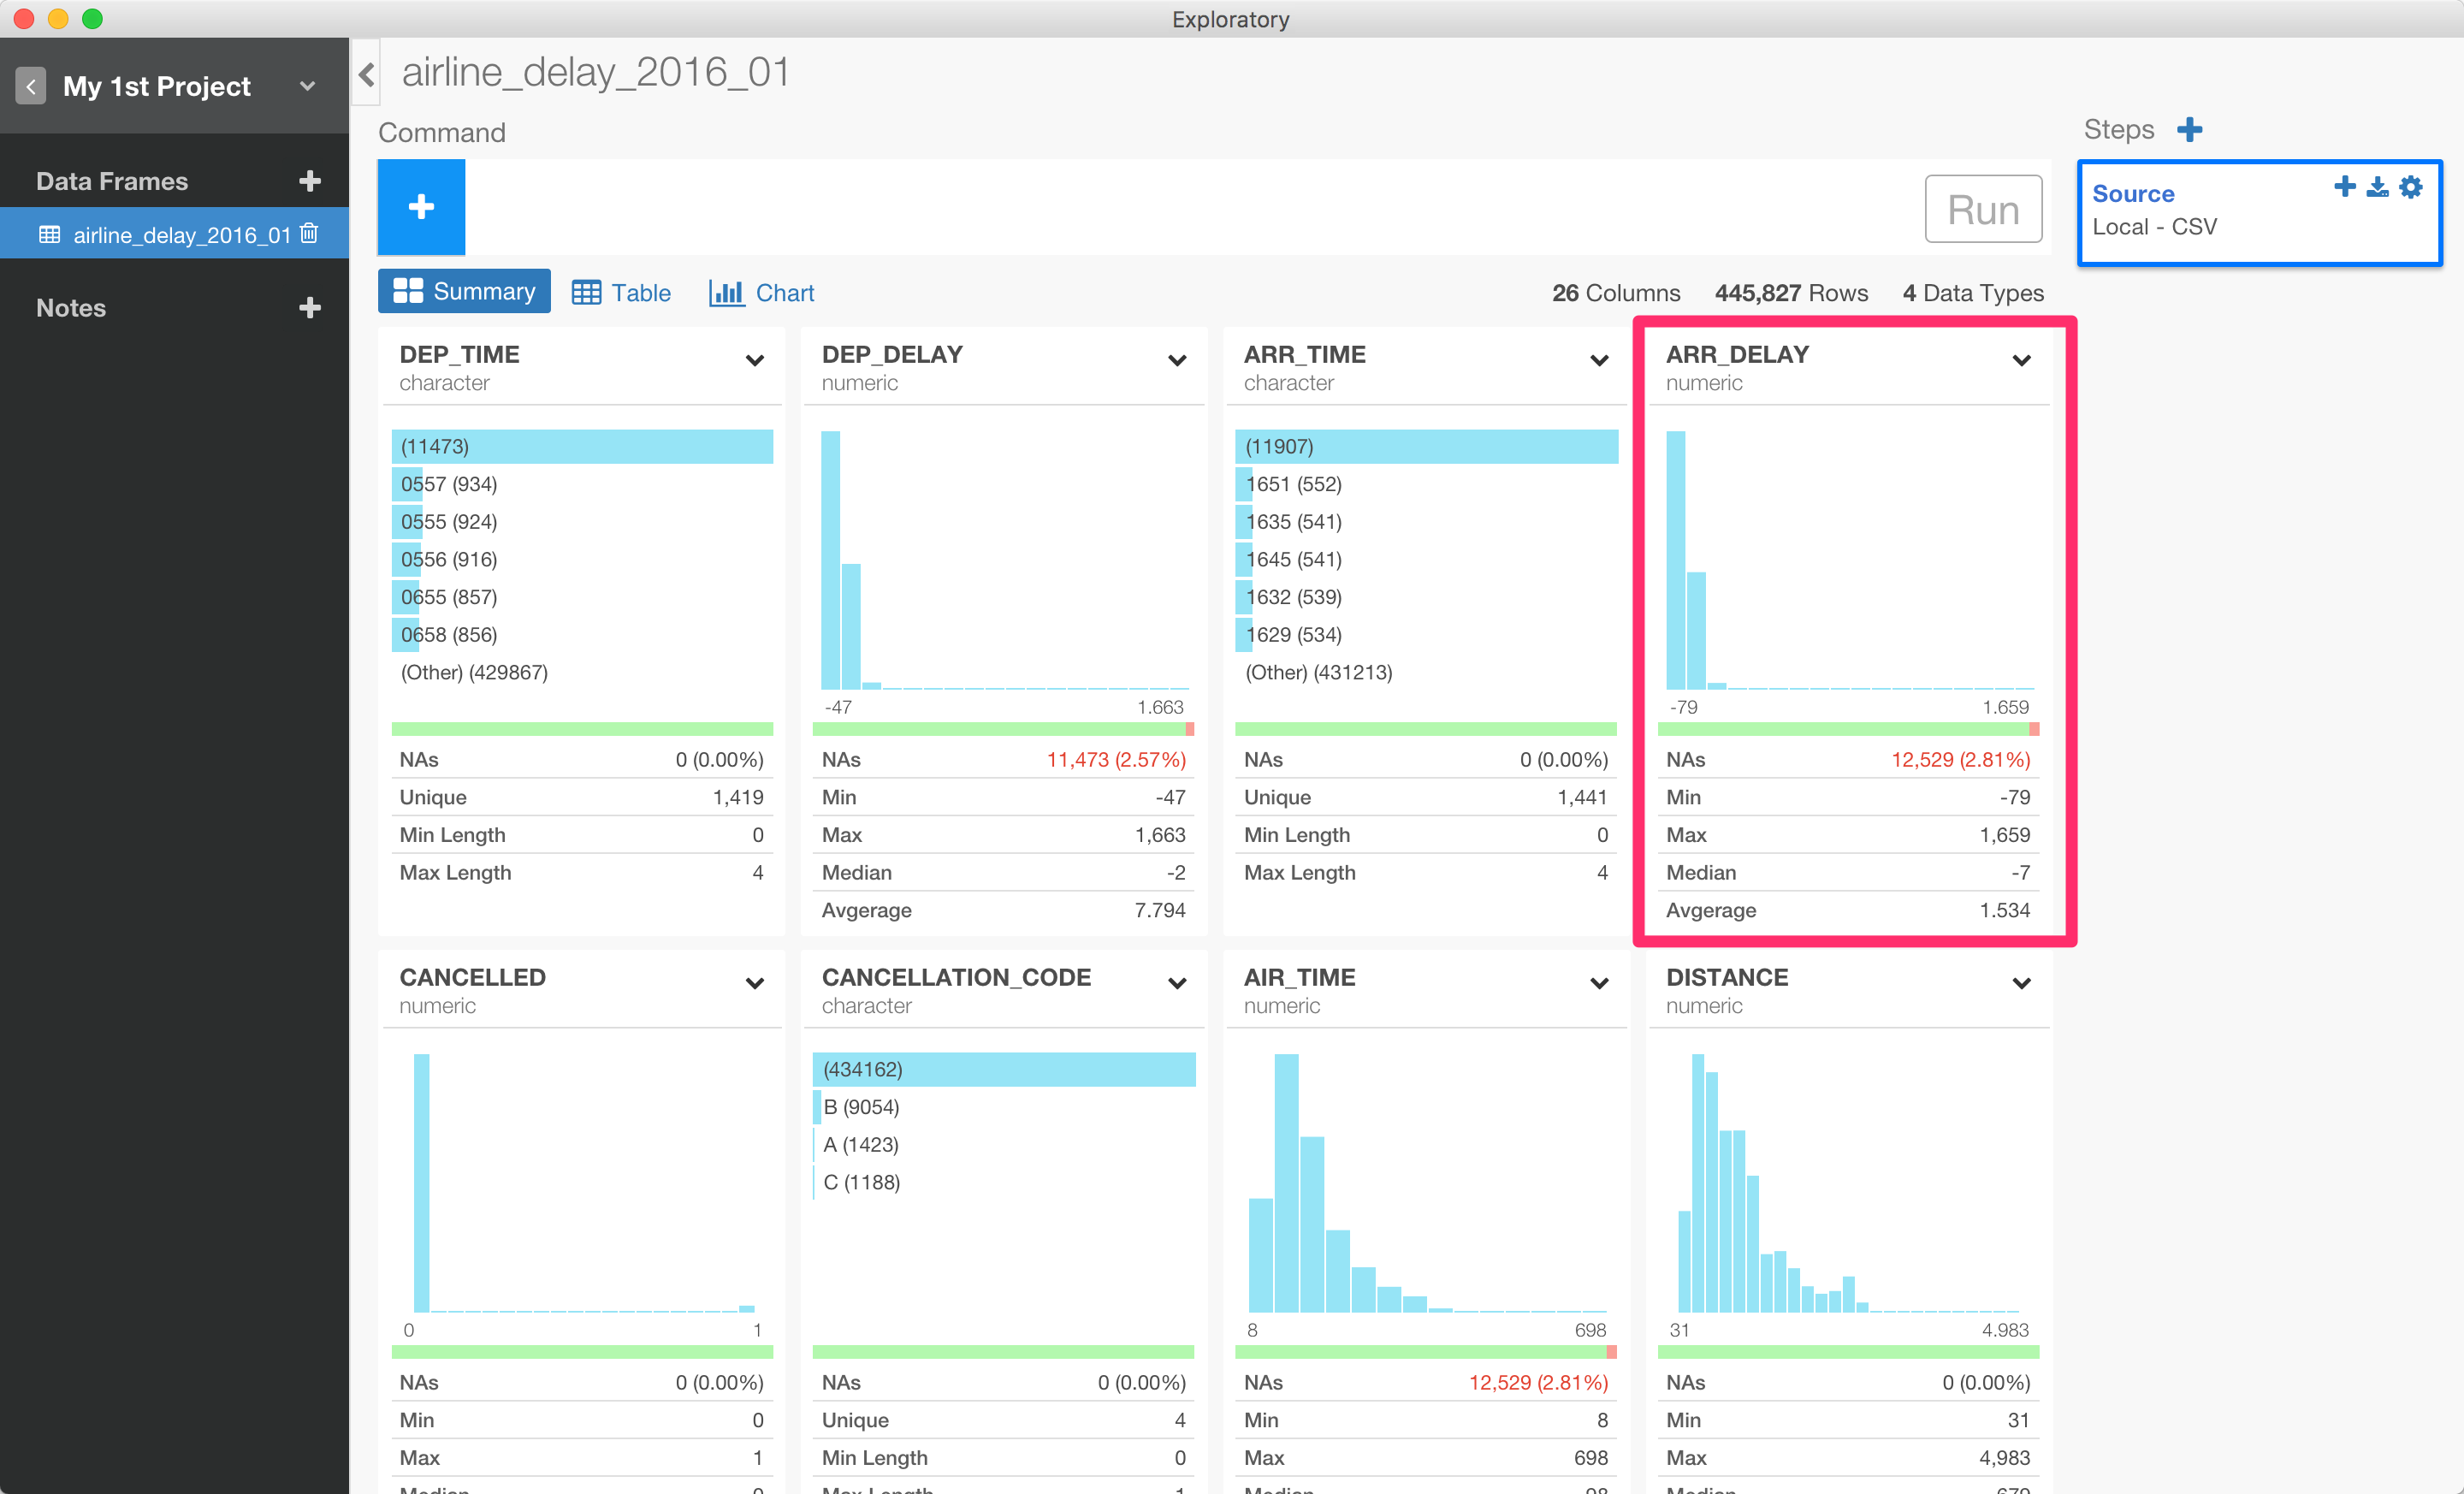 Exploratory
My 1st Project
Data Frames
airline_delay_2016_01
Notes
airline_delay_2016_01
Command
Run
Steps
Source
Local - CSV
Summary Table Chart 26 Columns 445,827 Rows 4 Data Types
DEP_TIME
character
(11473)
0557 (934)
0555 (924)
0556 (916)
0655 (857)
0658 (856)
(Other) (429867)
NAs 0 (0.00%)
Unique 1,419
Min Length 0
Max Length 4
DEP_DELAY
numeric
-47 1.663
NAs 11,473 (2.57%)
Min -47
Max 1,663
Median -2
Avgerage 7.794
ARR_TIME
character
(11907)
1651 (552)
1635 (541)
1645 (541)
1632 (539)
1629 (534)
(Other) (431213)
NAs 0 (0.00%)
Unique 1,441
Min Length 0
Max Length 4
ARR_DELAY
numeric
-79 1.659
NAs 12,529 (2.81%)
Min -79
Max 1,659
Median -7
Avgerage 1.534
CANCELLED
numeric
0 1
NAs 0 (0.00%)
Min 0
Max 1
CANCELLATION_CODE
character
(434162)
B (9054)
A (1423)
C (1188)
NAs 0 (0.00%)
Unique 4
Min Length 0
AIR_TIME
numeric
8 698
NAs 12,529 (2.81%)
Min 8
Max 698
DISTANCE
numeric
31 4.983
NAs 0 (0.00%)
Min 31
Max 4,983